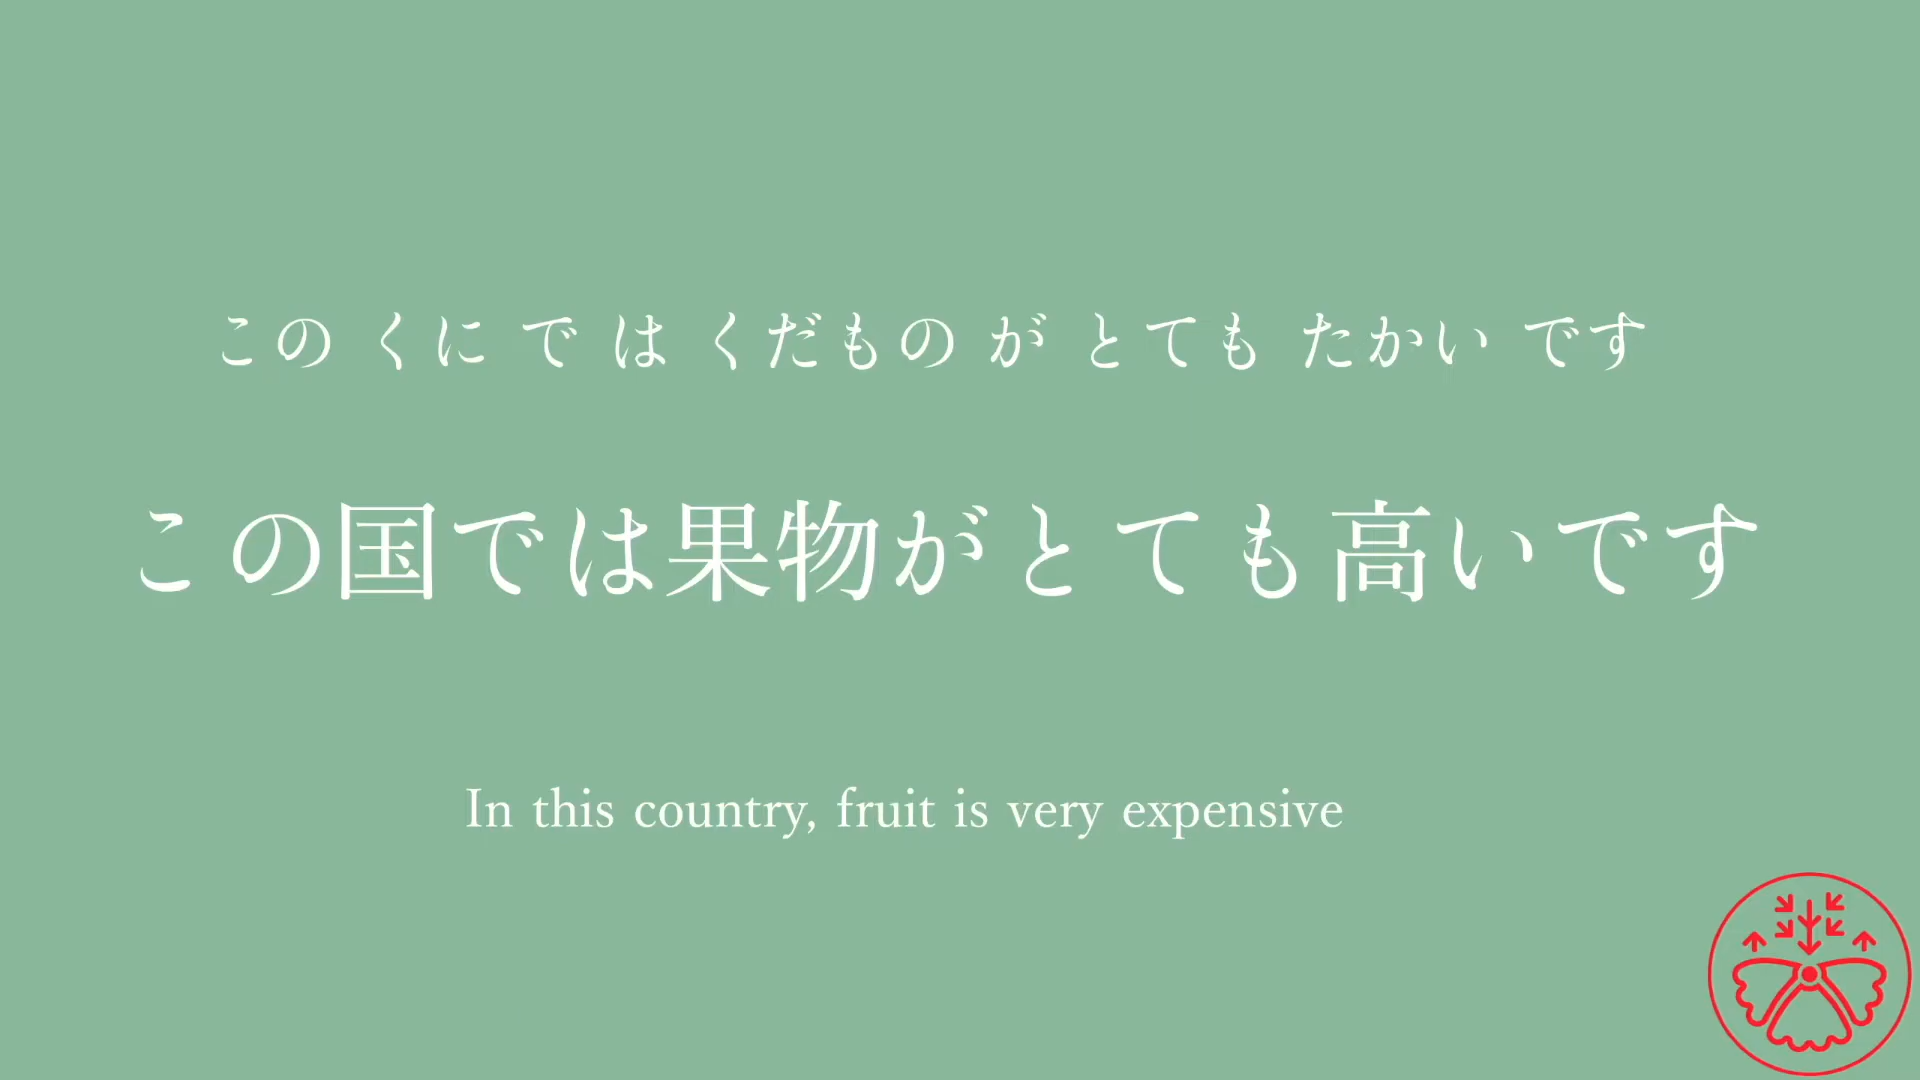 この くに で は くだもの が とても たかい です
この国では果物がとても高いです
In this country, fruit is very expensive